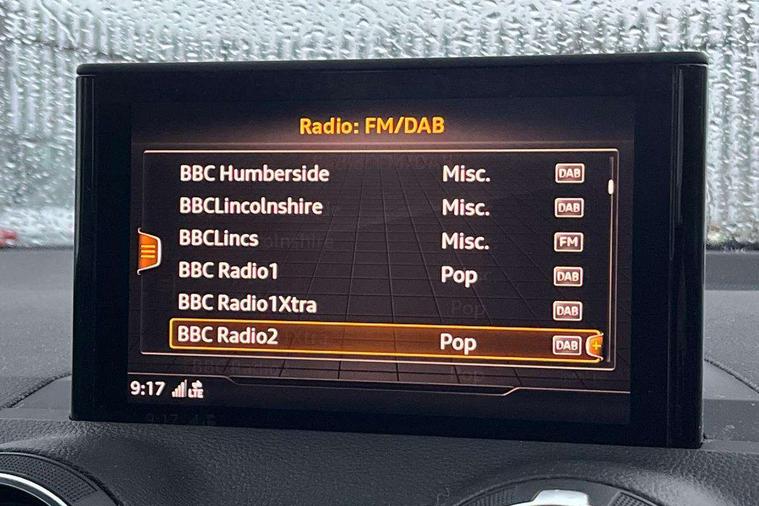 Radio: FM/DAB
BBC Humberside Misc. DAB
BBCLincolnshire Misc. DAB
BBCLincs Misc. FM
BBC Radio1 Pop DAB
BBC Radio1Xtra DAB
BBC Radio2 Pop DAB
9:17 LTE